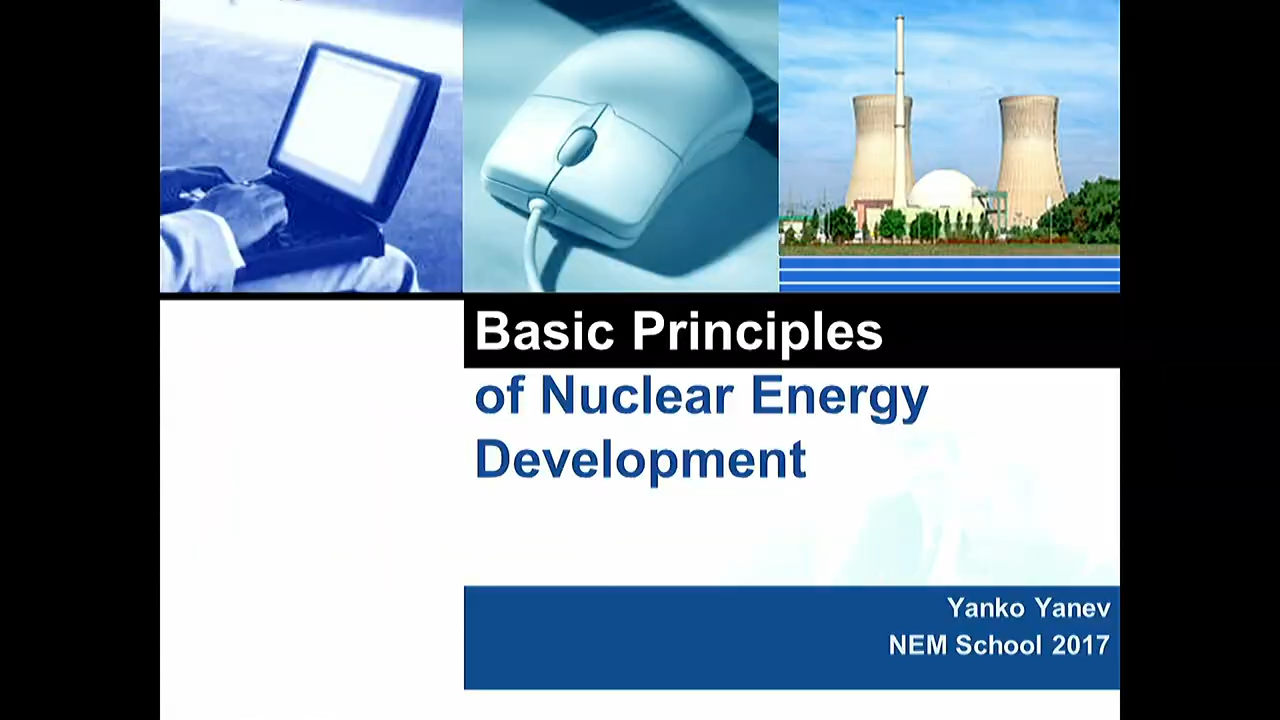 Basic Principles
of Nuclear Energy
Development
Yanko Yanev
NEM School 2017